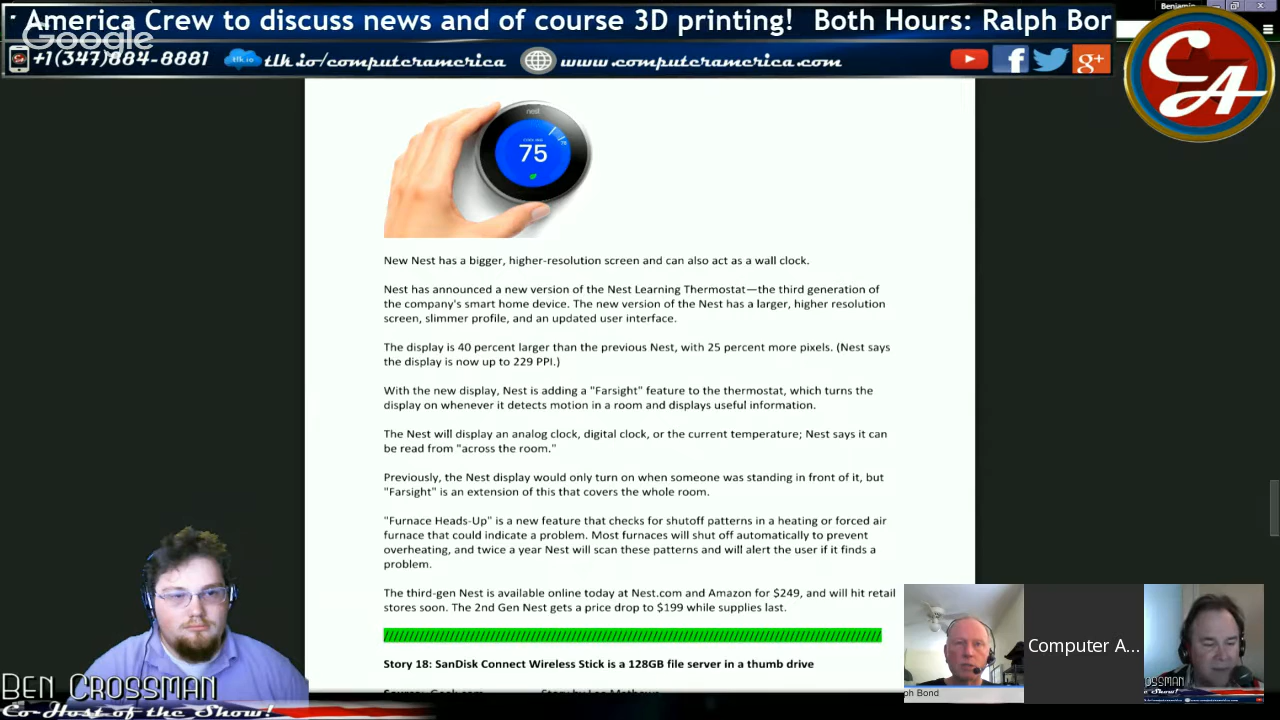 America Crew to discuss news and of course 3D printing!  Both Hours: Ralph Bor
Benjamin
Google
+1(347)884-8881
tlk.io
tlk.io/computeramerica
www.computeramerica.com
f
g+
CA
nest
75
New Nest has a bigger, higher-resolution screen and can also act as a wall clock.
Nest has announced a new version of the Nest Learning Thermostat—the third generation of
the company's smart home device. The new version of the Nest has a larger, higher resolution
screen, slimmer profile, and an updated user interface.
The display is 40 percent larger than the previous Nest, with 25 percent more pixels. (Nest says
the display is now up to 229 PPI.)
With the new display, Nest is adding a "Farsight" feature to the thermostat, which turns the
display on whenever it detects motion in a room and displays useful information.
The Nest will display an analog clock, digital clock, or the current temperature; Nest says it can
be read from "across the room."
Previously, the Nest display would only turn on when someone was standing in front of it, but
"Farsight" is an extension of this that covers the whole room.
"Furnace Heads-Up" is a new feature that checks for shutoff patterns in a heating or forced air
furnace that could indicate a problem. Most furnaces will shut off automatically to prevent
overheating, and twice a year Nest will scan these patterns and will alert the user if it finds a
problem.
The third-gen Nest is available online today at Nest.com and Amazon for $249, and will hit retail
stores soon. The 2nd Gen Nest gets a price drop to $199 while supplies last.
Story 18: SanDisk Connect Wireless Stick is a 128GB file server in a thumb drive
Ben Crossman
Co-Host of the Show!
ph Bond
Computer A...